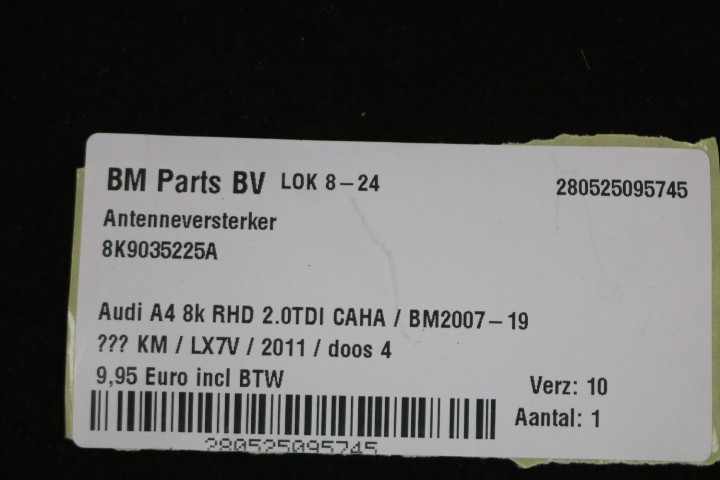 BM Parts BV LOK 8-24 280525095745
Antenneversterker
8K9035225A
Audi A4 8k RHD 2.0TDI CAHA / BM2007-19
??? KM / LX7V / 2011 / doos 4
9,95 Euro incl BTW Verz: 10
Aantal: 1
280525095745